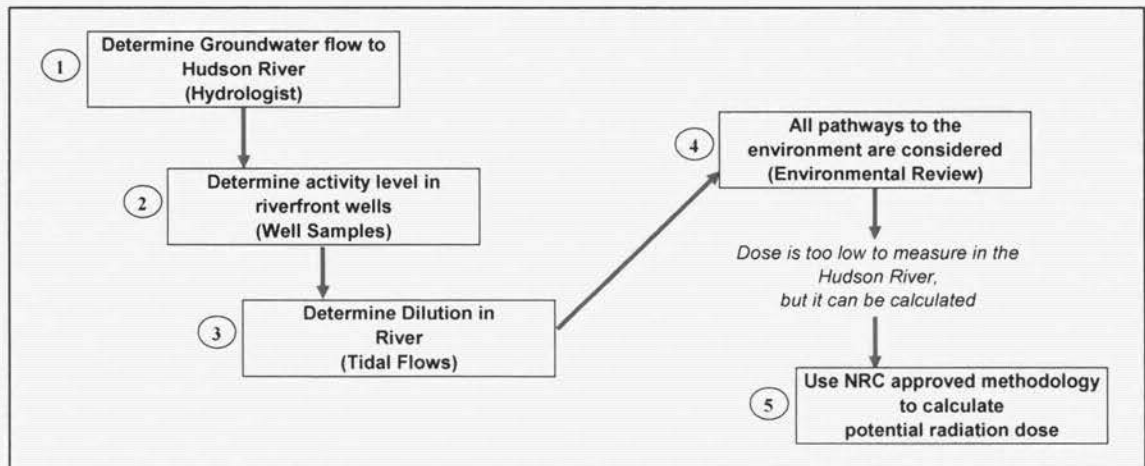 1
Determine Groundwater flow to
Hudson River
(Hydrologist)
2
Determine activity level in
riverfront wells
(Well Samples)
3
Determine Dilution in
River
(Tidal Flows)
4
All pathways to the
environment are considered
(Environmental Review)
Dose is too low to measure in the
Hudson River,
but it can be calculated
5
Use NRC approved methodology
to calculate
potential radiation dose